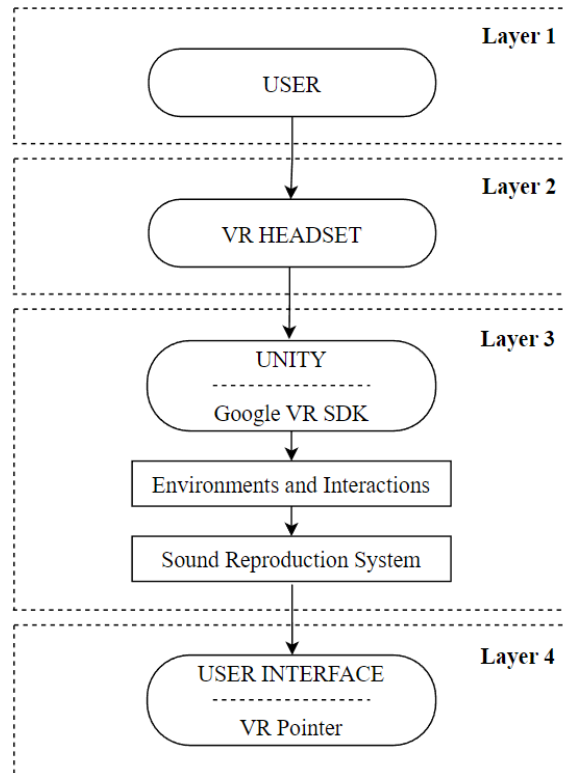 Layer 1
USER
Layer 2
VR HEADSET
Layer 3
UNITY
Google VR SDK
Environments and Interactions
Sound Reproduction System
Layer 4
USER INTERFACE
VR Pointer